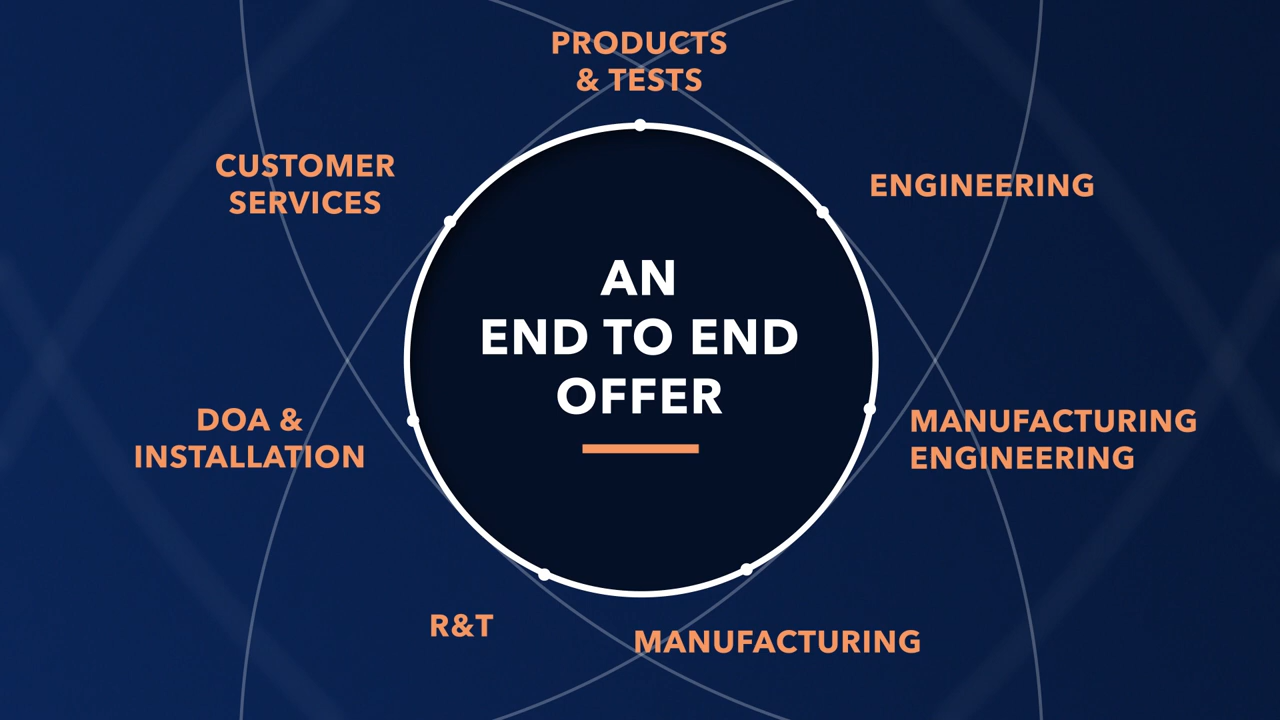 PRODUCTS
& TESTS
CUSTOMER
SERVICES
ENGINEERING
AN
END TO END
OFFER
DOA &
INSTALLATION
MANUFACTURING
ENGINEERING
R&T
MANUFACTURING